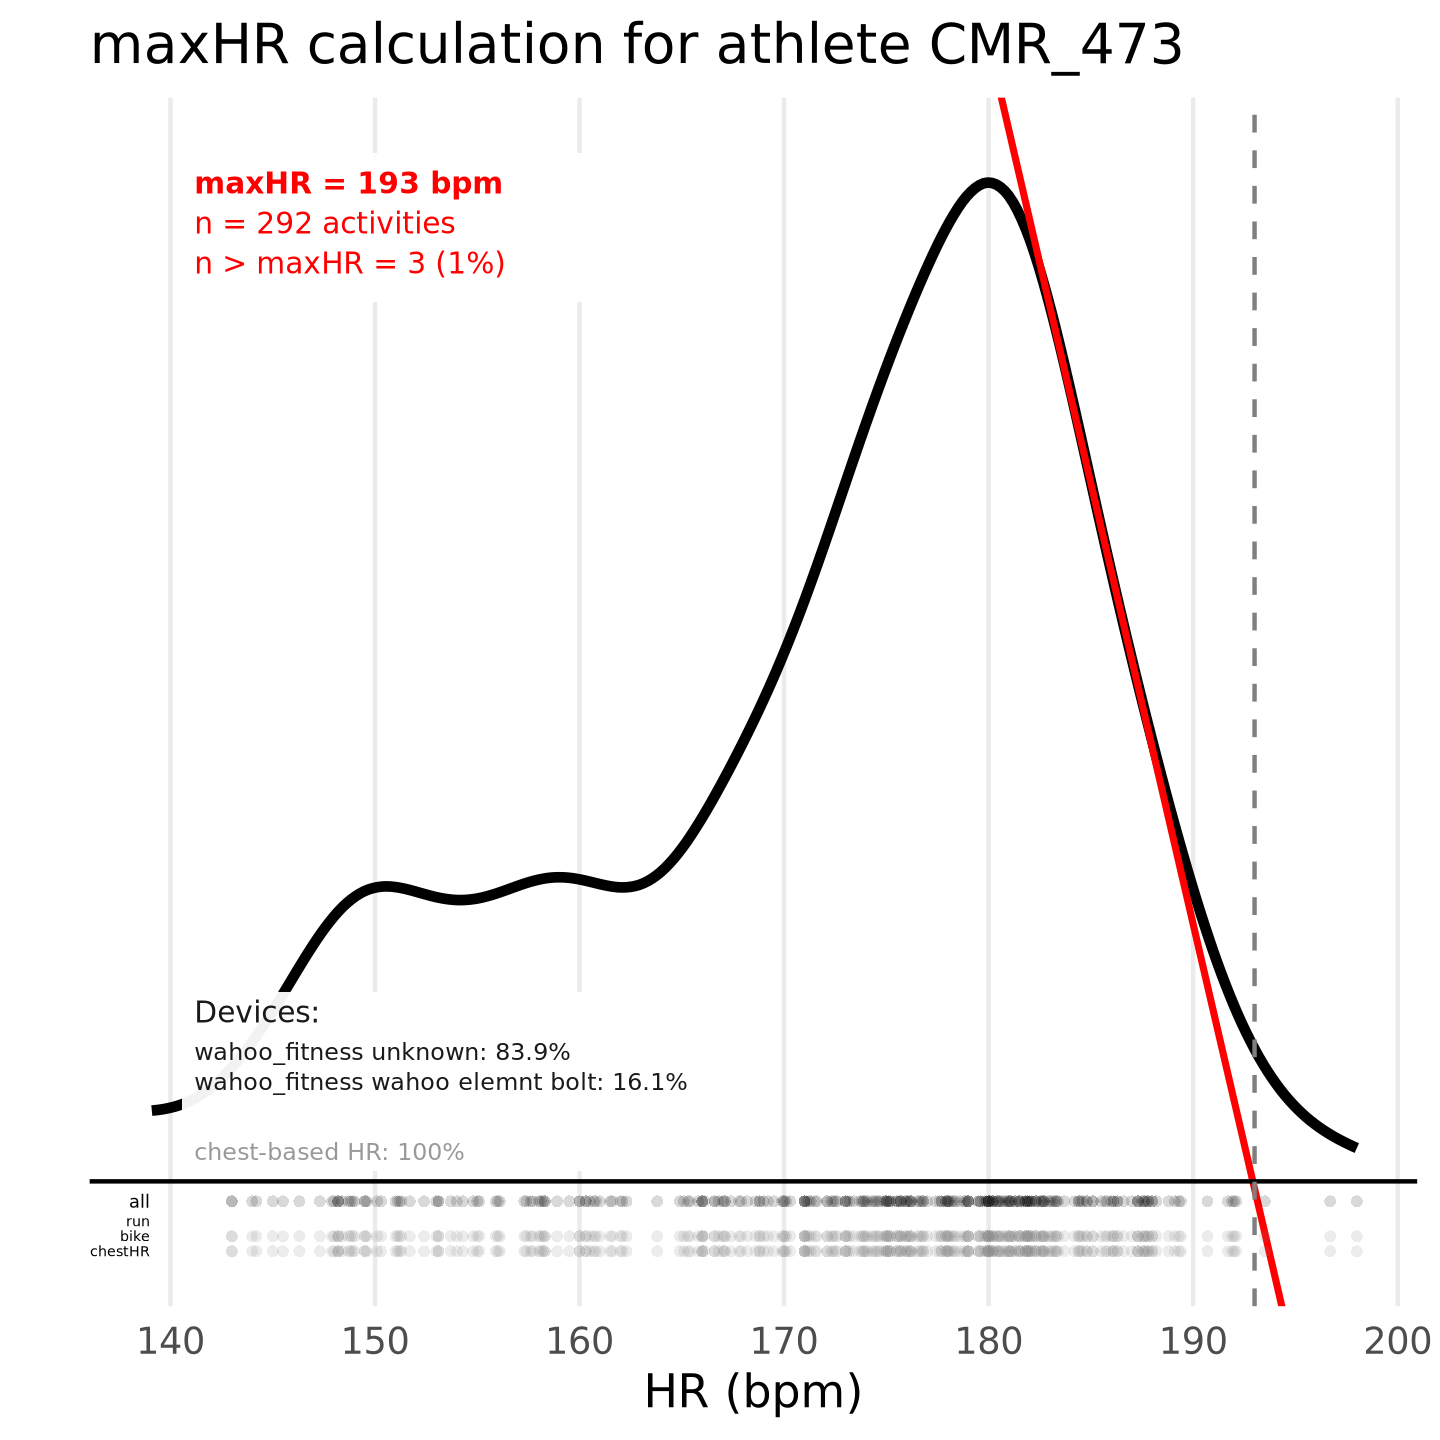 maxHR calculation for athlete CMR_473
maxHR = 193 bpm
n = 292 activities
n > maxHR = 3 (1%)
Devices:
wahoo_fitness unknown: 83.9%
wahoo_fitness wahoo elemnt bolt: 16.1%
chest-based HR: 100%
all
run
bike
chestHR
140 150 160 170 180 190 200
HR (bpm)